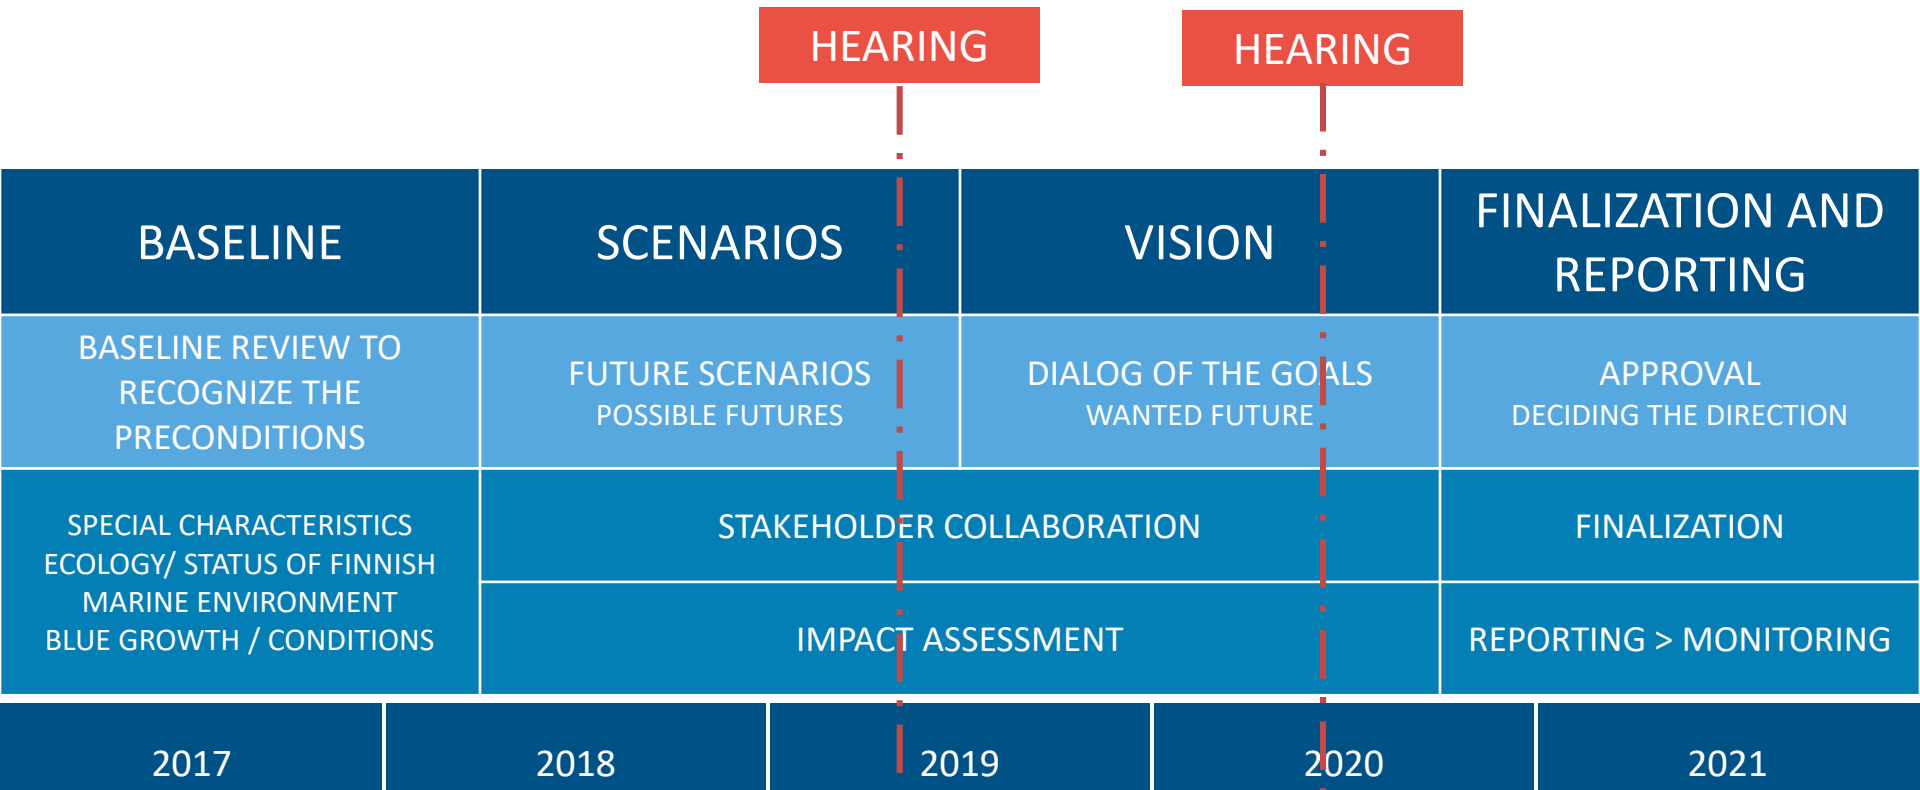 HEARING
HEARING
BASELINE
SCENARIOS
VISION
FINALIZATION AND
REPORTING
BASELINE REVIEW TO
RECOGNIZE THE
PRECONDITIONS
FUTURE SCENARIOS
POSSIBLE FUTURES
DIALOG OF THE GOALS
WANTED FUTURE
APPROVAL
DECIDING THE DIRECTION
SPECIAL CHARACTERISTICS
ECOLOGY/ STATUS OF FINNISH
MARINE ENVIRONMENT
BLUE GROWTH / CONDITIONS
STAKEHOLDER COLLABORATION
FINALIZATION
IMPACT ASSESSMENT
REPORTING > MONITORING
2017
2018
2019
2020
2021